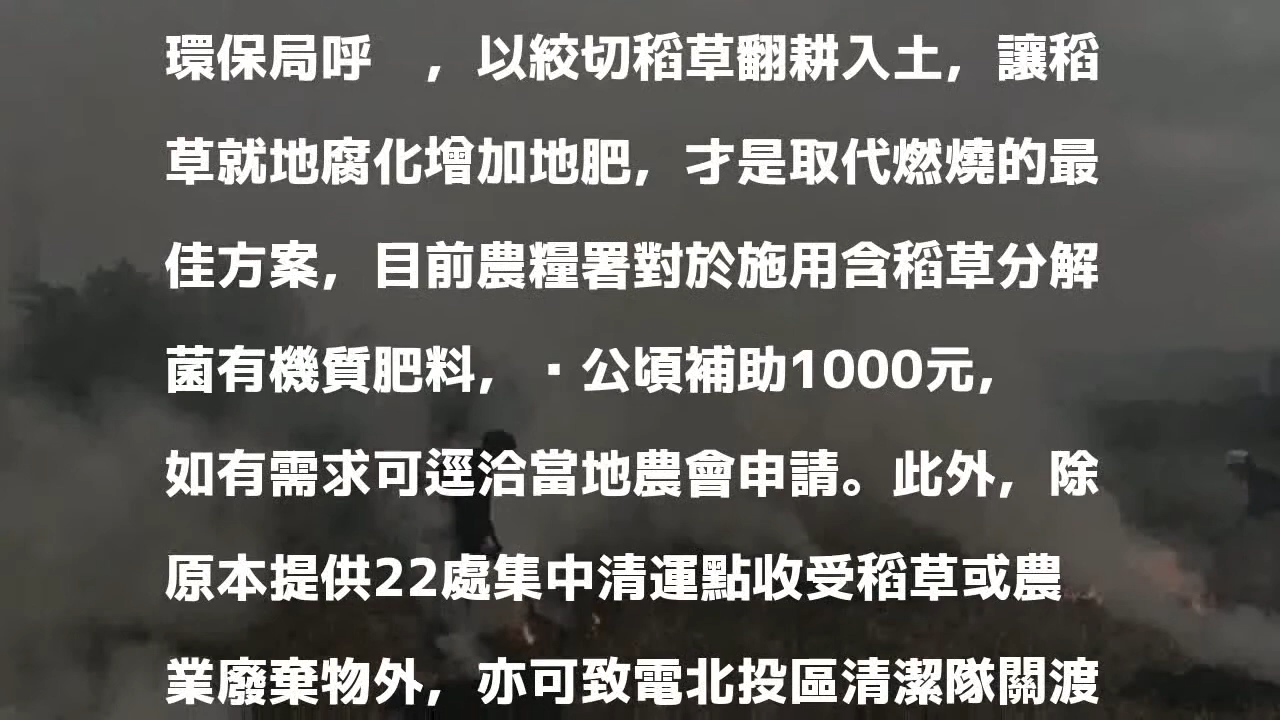 環保局呼 ，以絞切稻草翻耕入土，讓稻
草就地腐化增加地肥，才是取代燃燒的最
佳方案，目前農糧署對於施用含稻草分解
菌有機質肥料，▪公頃補助1000元，
如有需求可逕洽當地農會申請。此外，除
原本提供22處集中清運點收受稻草或農
業廢棄物外，亦可致電北投區清潔隊關渡